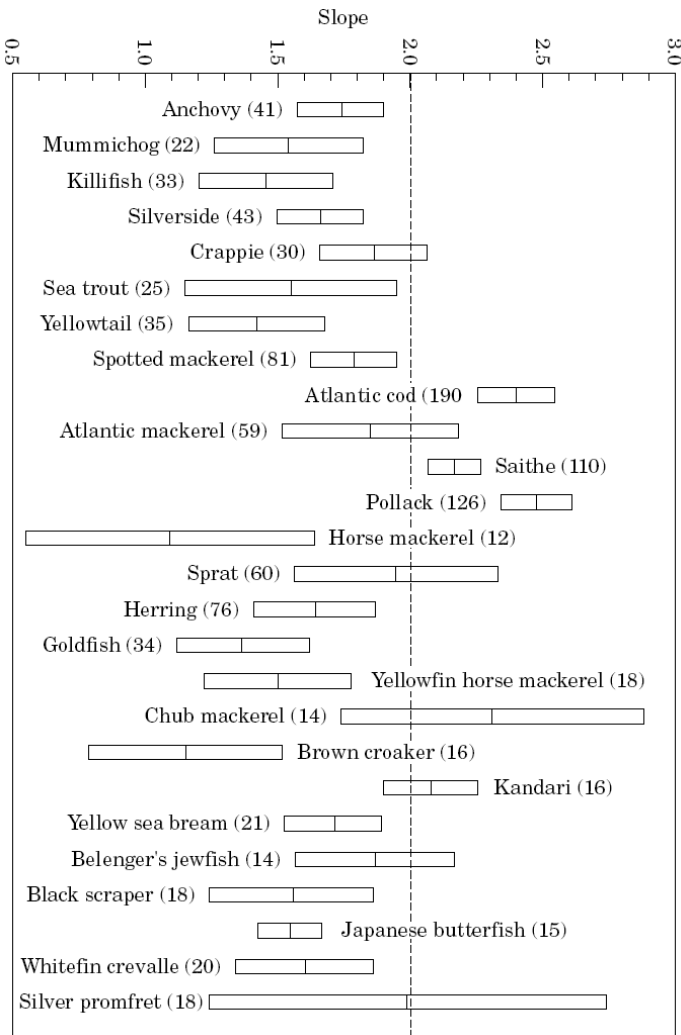 Slope
0.5 1.0 1.5 2.0 2.5 3.0
Anchovy (41)
Mummichog (22)
Killifish (33)
Silverside (43)
Crappie (30)
Sea trout (25)
Yellowtail (35)
Spotted mackerel (81)
Atlantic cod (190
Atlantic mackerel (59)
Saithe (110)
Pollack (126)
Horse mackerel (12)
Sprat (60)
Herring (76)
Goldfish (34)
Yellowfin horse mackerel (18)
Chub mackerel (14)
Brown croaker (16)
Kandari (16)
Yellow sea bream (21)
Belenger's jewfish (14)
Black scraper (18)
Japanese butterfish (15)
Whitefin crevalle (20)
Silver promfret (18)